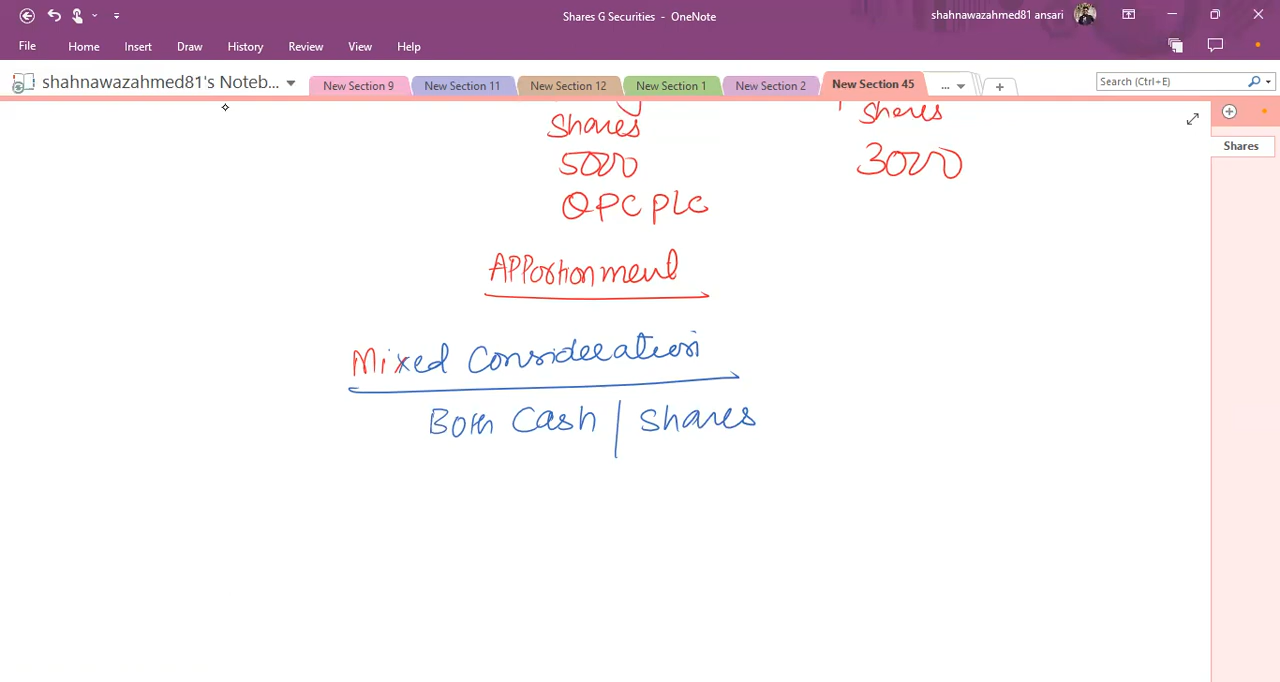 Shares G Securities - OneNote
shahnawazahmed81 ansari
File Home Insert Draw History Review View Help
shahnawazahmed81's Noteb... New Section 9 New Section 11 New Section 12 New Section 1 New Section 2 New Section 45 ... + Search (Ctrl+E)
Shares
Shares Shares
5000 3000
OPC PLC
Apportionment
Mixed Consideration
Both Cash | Shares